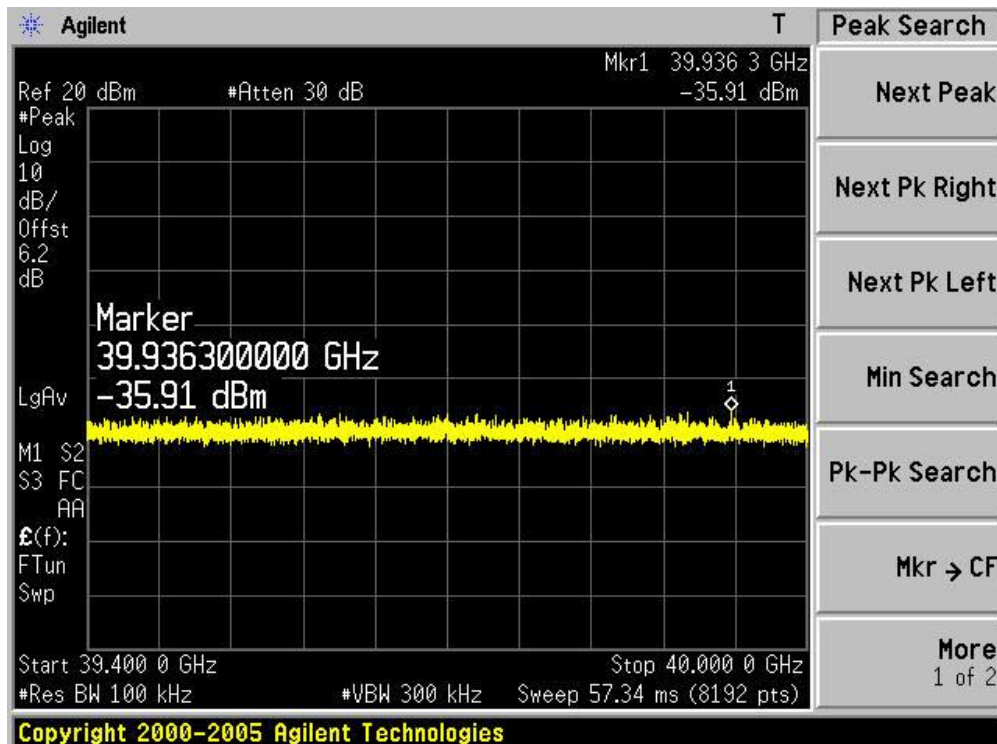 Agilent T Peak Search
Mkr1 39.936 3 GHz
Ref 20 dBm #Atten 30 dB -35.91 dBm
#Peak
Log
10
dB/
Offst
6.2
dB
Marker
39.936300000 GHz
-35.91 dBm
LgAv
1
M1 S2
S3 FC
AA
£(f):
FTun
Swp
Start 39.400 0 GHz Stop 40.000 0 GHz
#Res BW 100 kHz #VBW 300 kHz Sweep 57.34 ms (8192 pts)
Copyright 2000-2005 Agilent Technologies
Next Peak
Next Pk Right
Next Pk Left
Min Search
Pk-Pk Search
Mkr → CF
More
1 of 2